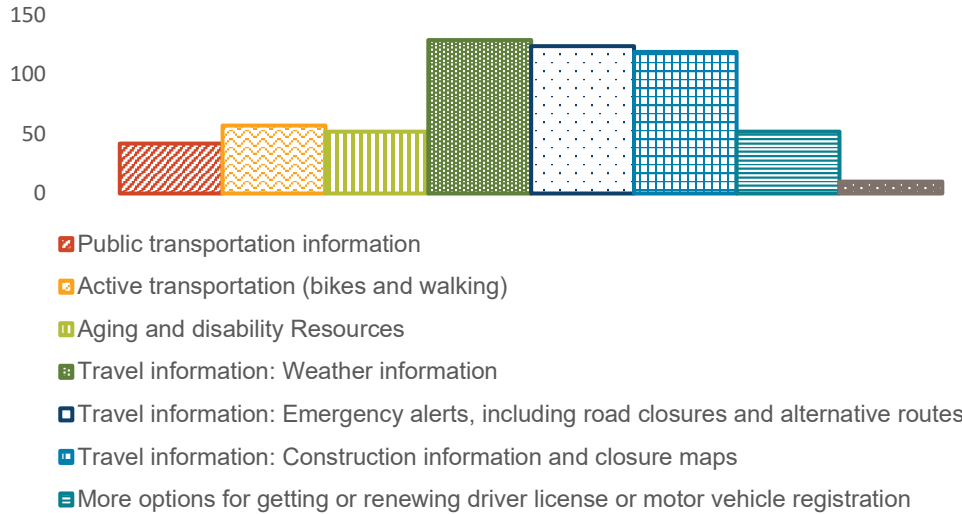 150
100
50
0
Public transportation information
Active transportation (bikes and walking)
Aging and disability Resources
Travel information: Weather information
Travel information: Emergency alerts, including road closures and alternative routes
Travel information: Construction information and closure maps
More options for getting or renewing driver license or motor vehicle registration